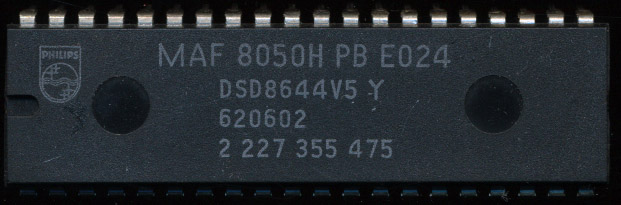 PHILIPS
MAF 8050H PB E024
DSD8644V5 Y
620602
2 227 355 475